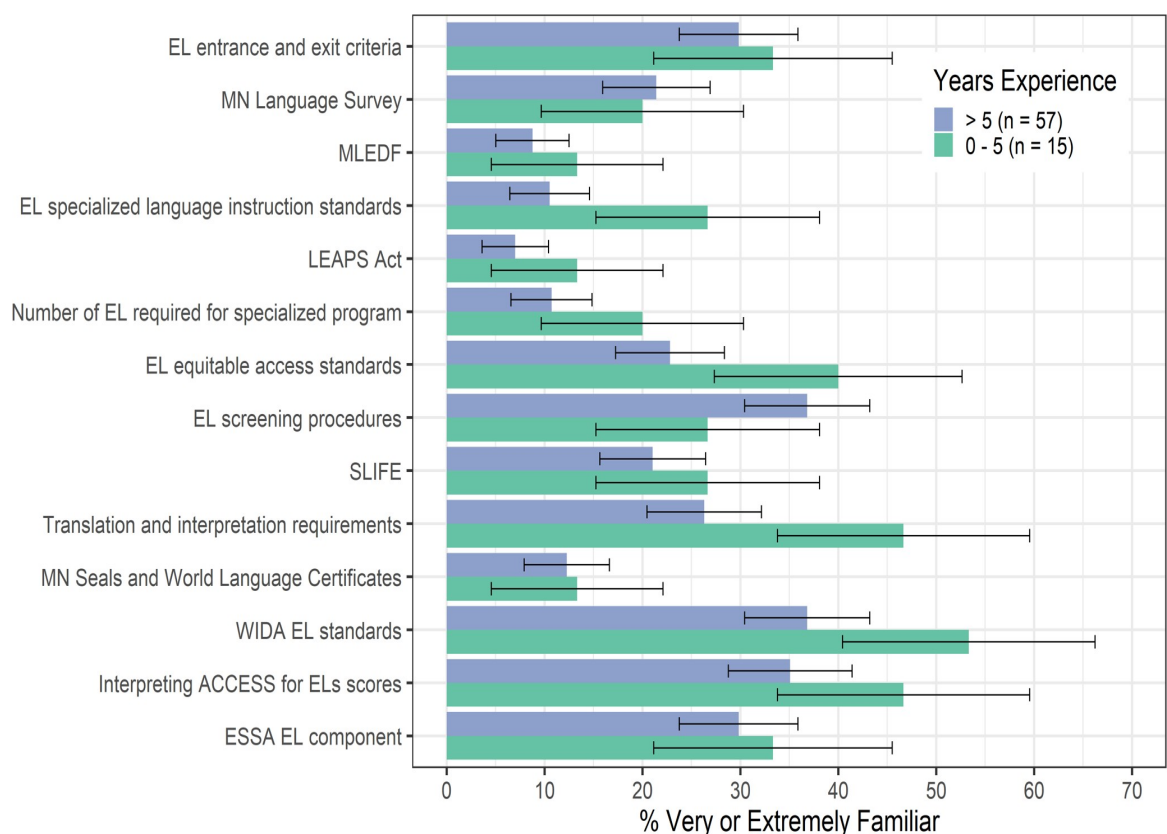 EL entrance and exit criteria
MN Language Survey
MLEDF
EL specialized language instruction standards
LEAPS Act
Number of EL required for specialized program
EL equitable access standards
EL screening procedures
SLIFE
Translation and interpretation requirements
MN Seals and World Language Certificates
WIDA EL standards
Interpreting ACCESS for ELs scores
ESSA EL component
Years Experience
> 5 (n = 57)
0 - 5 (n = 15)
0 10 20 30 40 50 60 70
% Very or Extremely Familiar